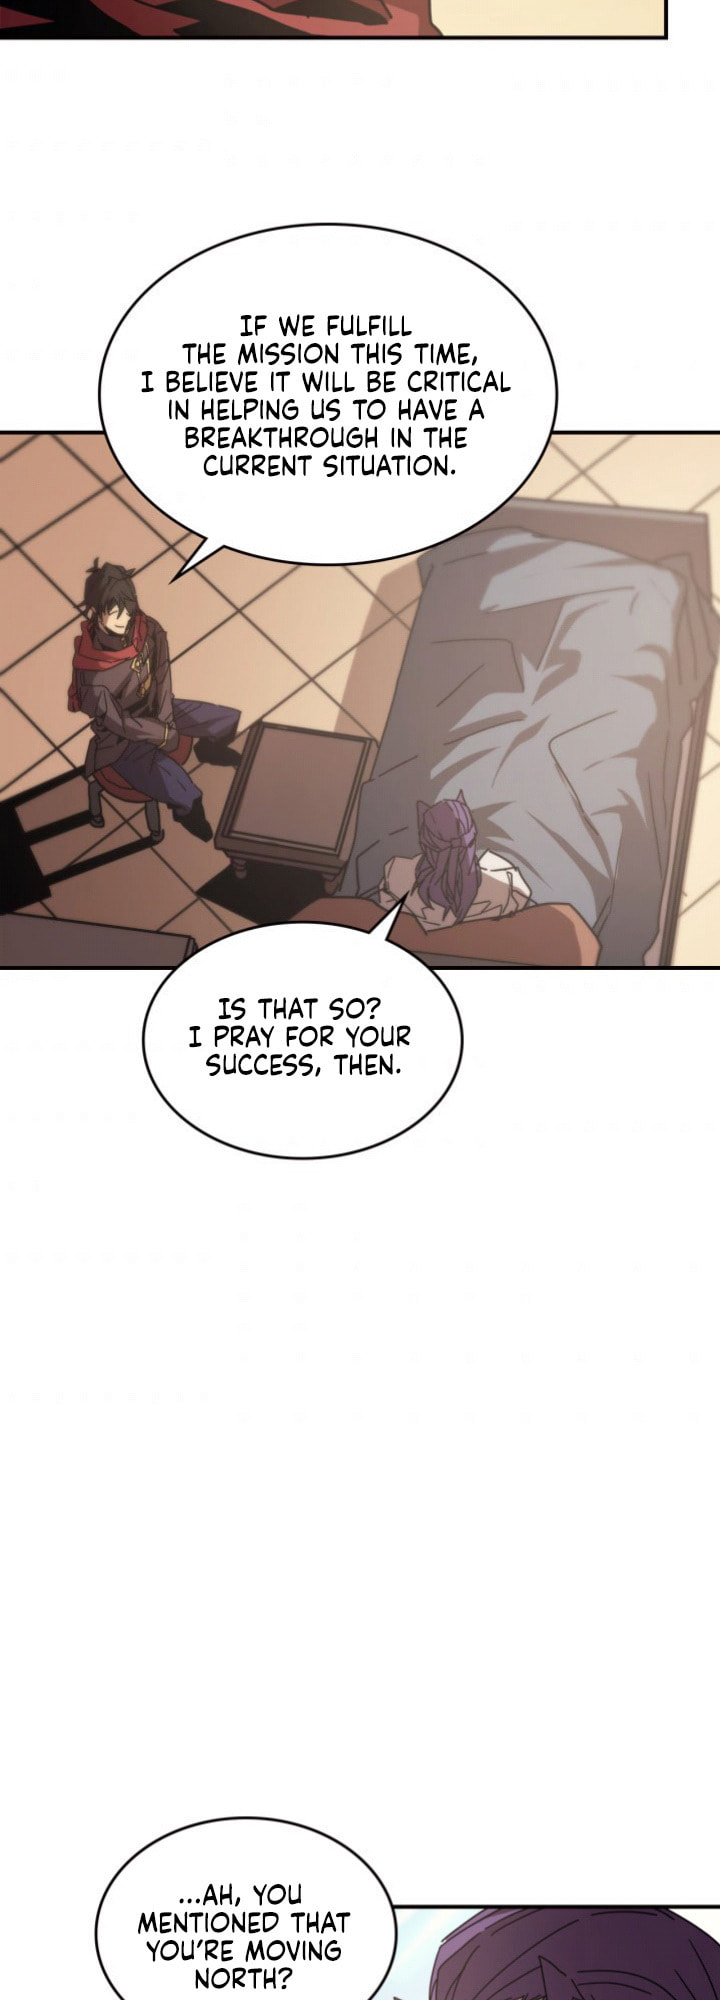 IF WE FULFILL
THE MISSION THIS TIME,
I BELIEVE IT WILL BE CRITICAL
IN HELPING US TO HAVE A
BREAKTHROUGH IN THE
CURRENT SITUATION.
IS THAT SO?
I PRAY FOR YOUR
SUCCESS, THEN.
...AH, YOU
MENTIONED THAT
YOU'RE MOVING
NORTH?